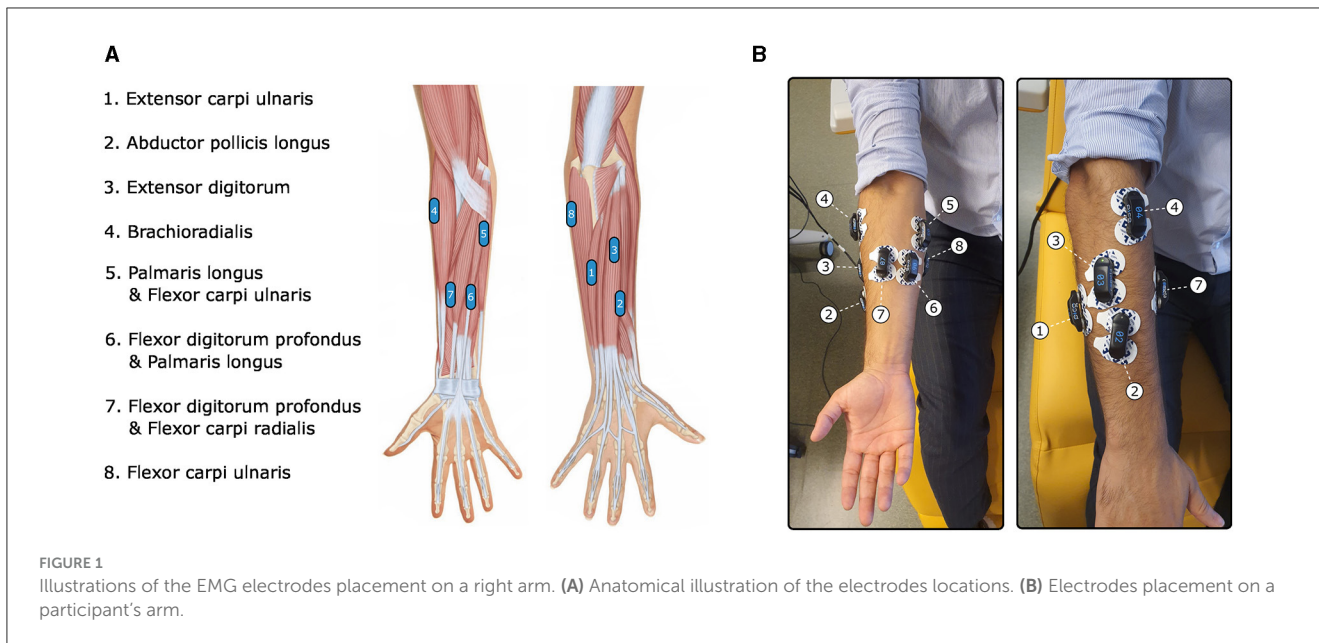 A
1. Extensor carpi ulnaris
2. Abductor pollicis longus
3. Extensor digitorum
4. Brachioradialis
5. Palmaris longus
& Flexor carpi ulnaris
6. Flexor digitorum profondus
& Palmaris longus
7. Flexor digitorum profondus
& Flexor carpi radialis
8. Flexor carpi ulnaris
4
5
7
6
8
3
1
2
B
4
5
3
8
2
7
6
4
3
7
1
2
04
03
02
FIGURE 1
Illustrations of the EMG electrodes placement on a right arm. (A) Anatomical illustration of the electrodes locations. (B) Electrodes placement on a
participant's arm.